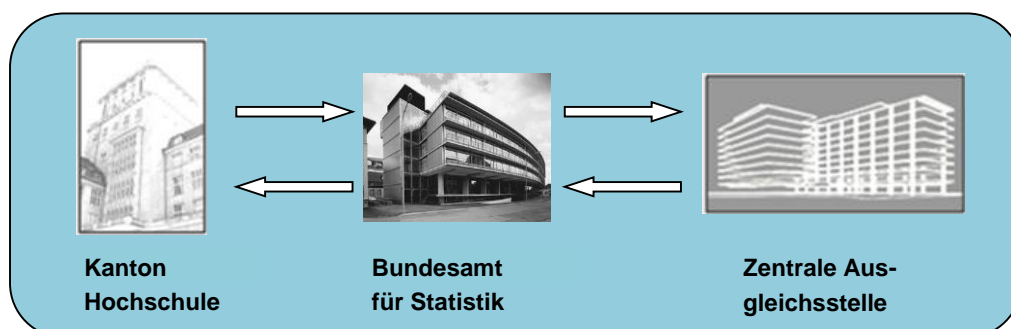 Kanton
Hochschule
Bundesamt
für Statistik
Zentrale Aus-
gleichsstelle